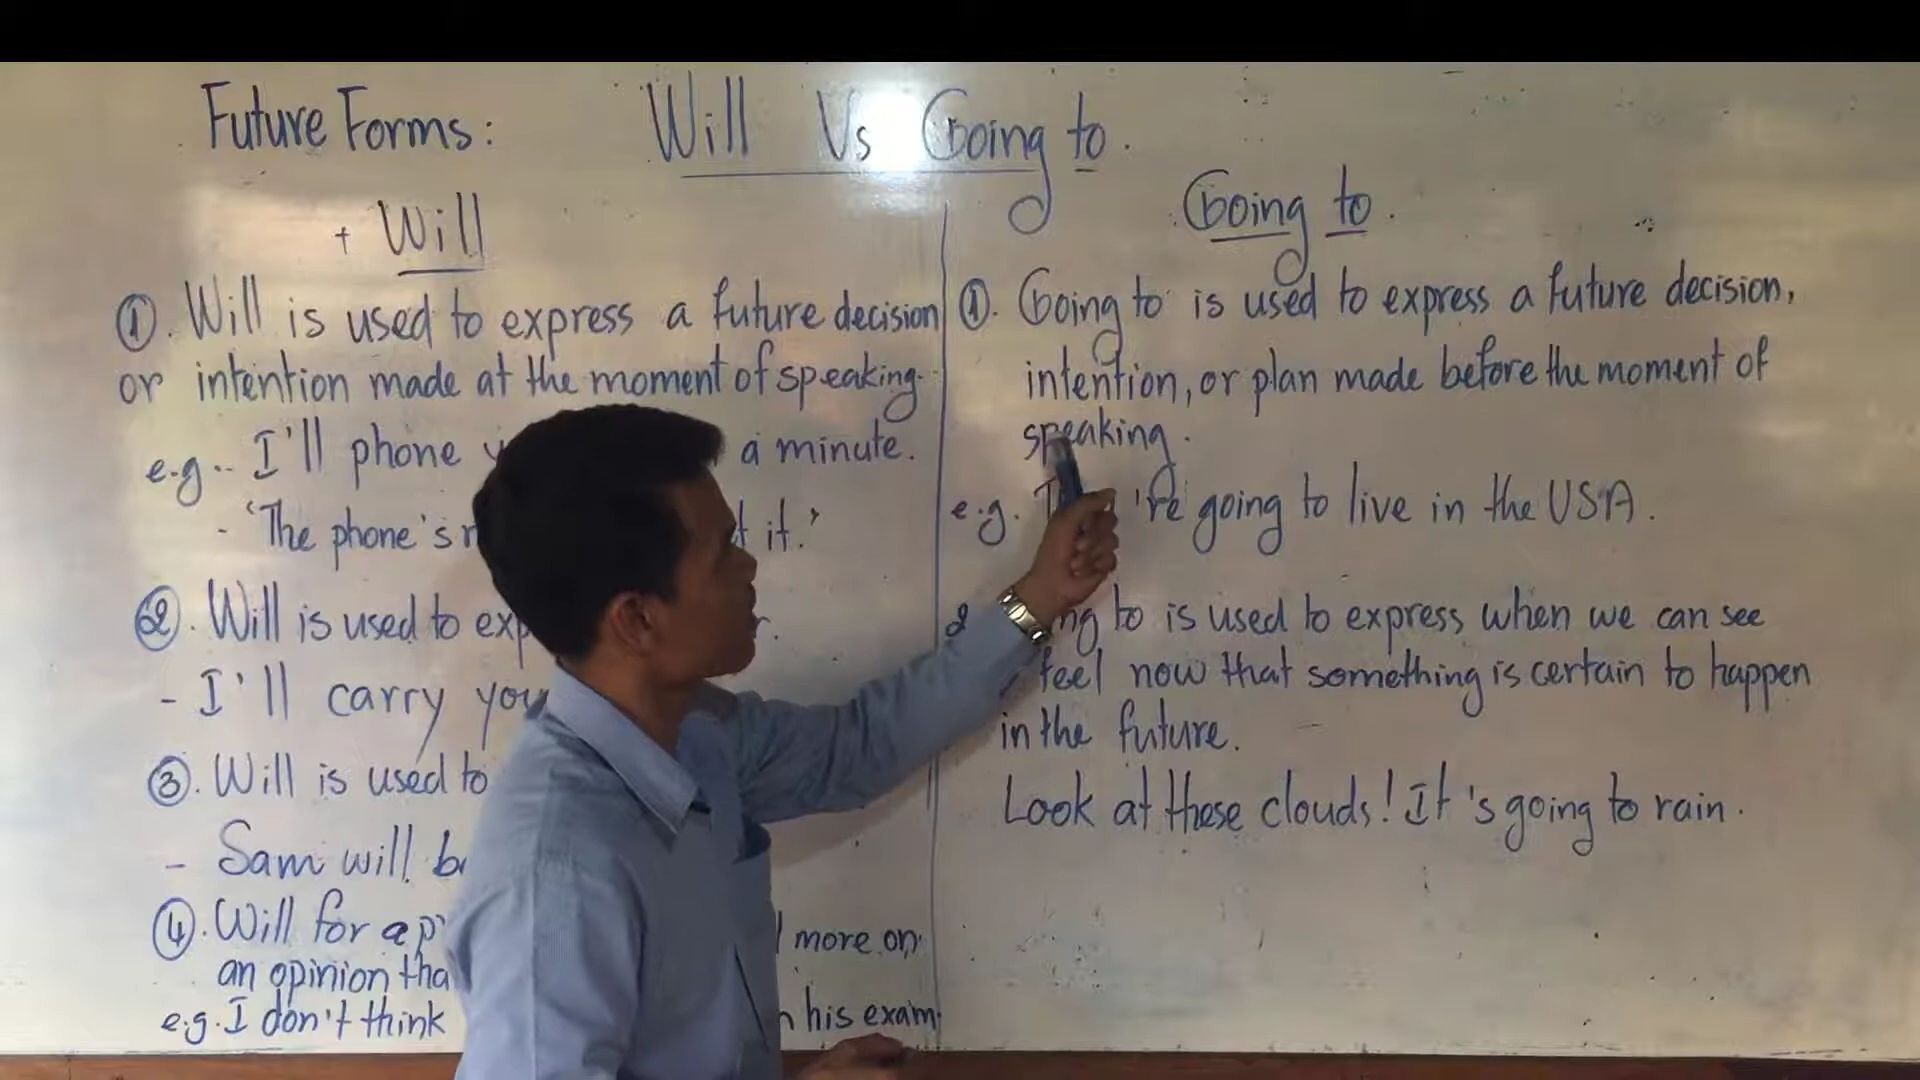 Future Forms: Will Vs Going to.
+ Will
①. Will is used to express a future decision
or intention made at the moment of speaking.
e.g.- I'll phone a minute.
- 'The phone's it.'
②. Will is used to
- I'll carry
③. Will is used to
- Sam will
④. Will for a more on
an opinion
e.g. I don't think his exam.
Going to.
①. Going to is used to express a future decision,
intention, or plan made before the moment of
speaking.
e.g. 're going to live in the USA.
2 to is used to express when we can see
feel now that something is certain to happen
in the future.
Look at these clouds! It's going to rain.